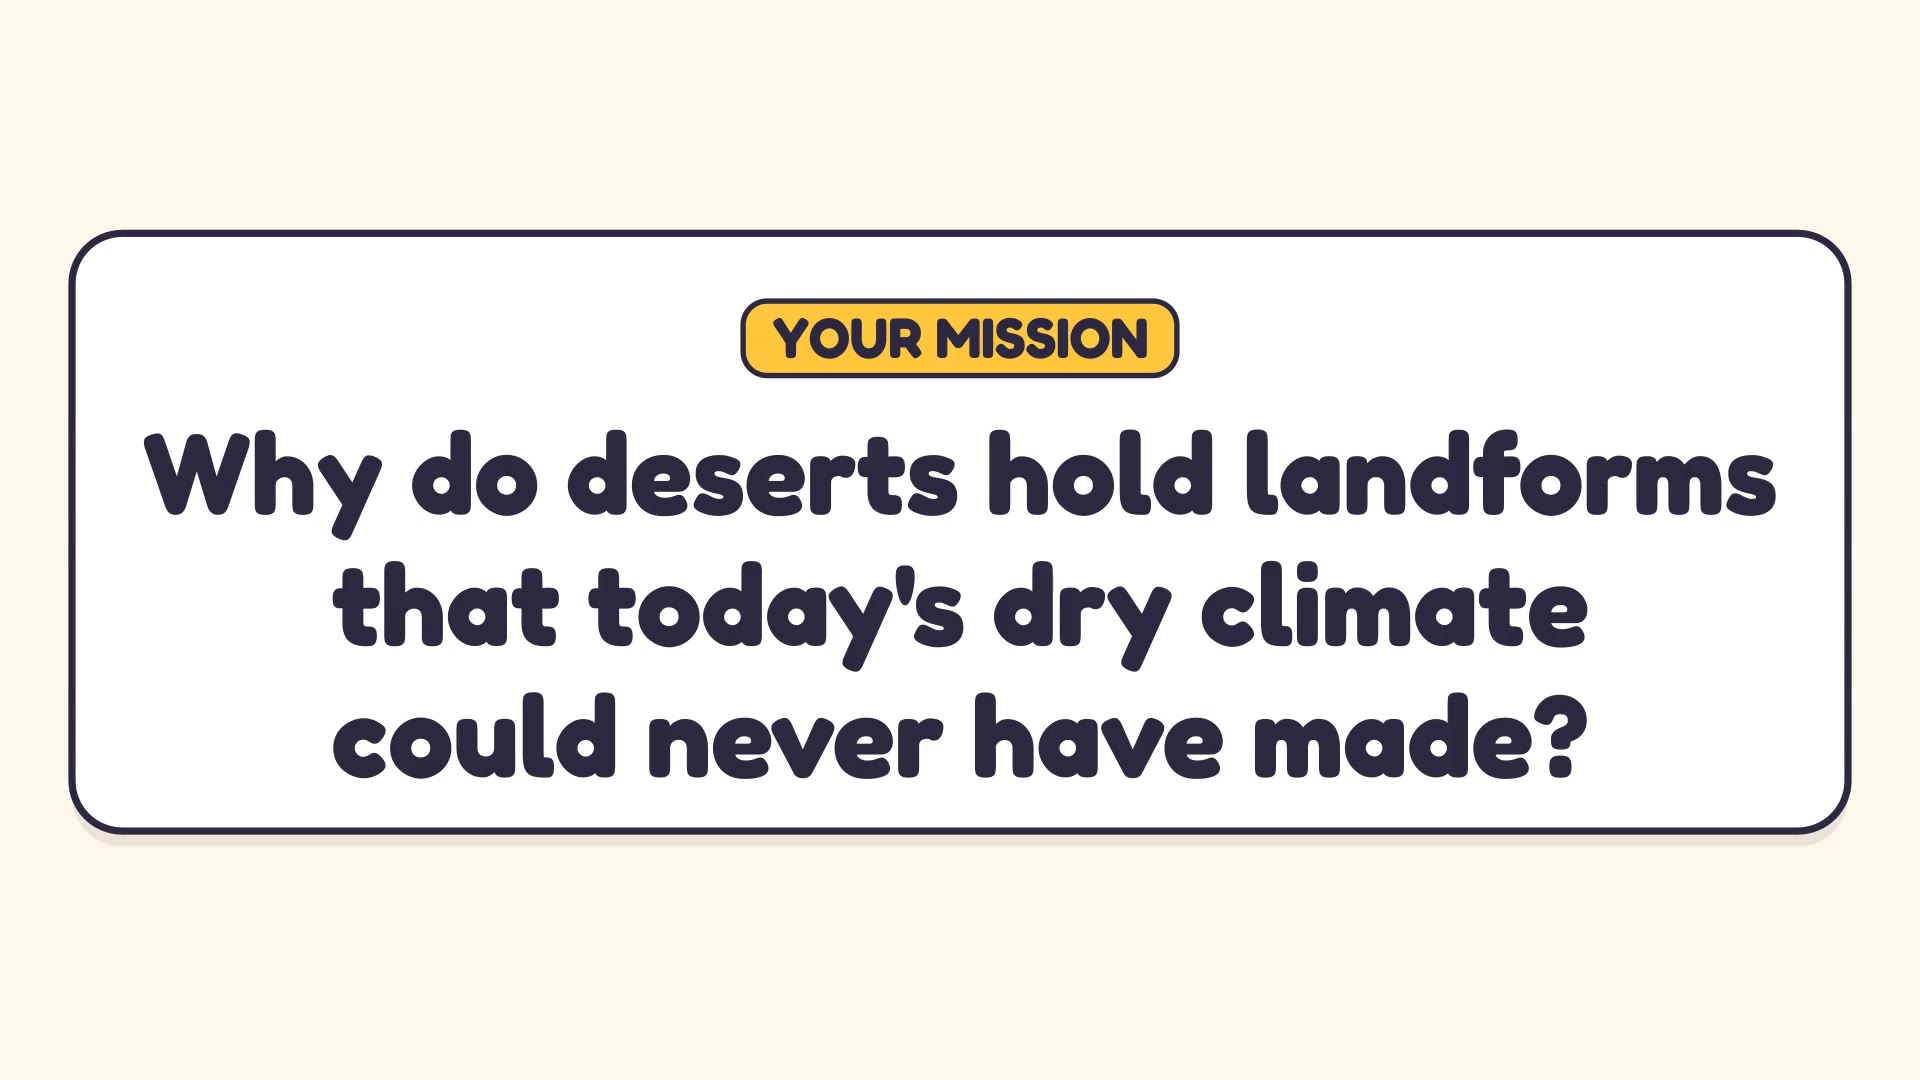 YOUR MISSION
Why do deserts hold landforms
that today's dry climate
could never have made?